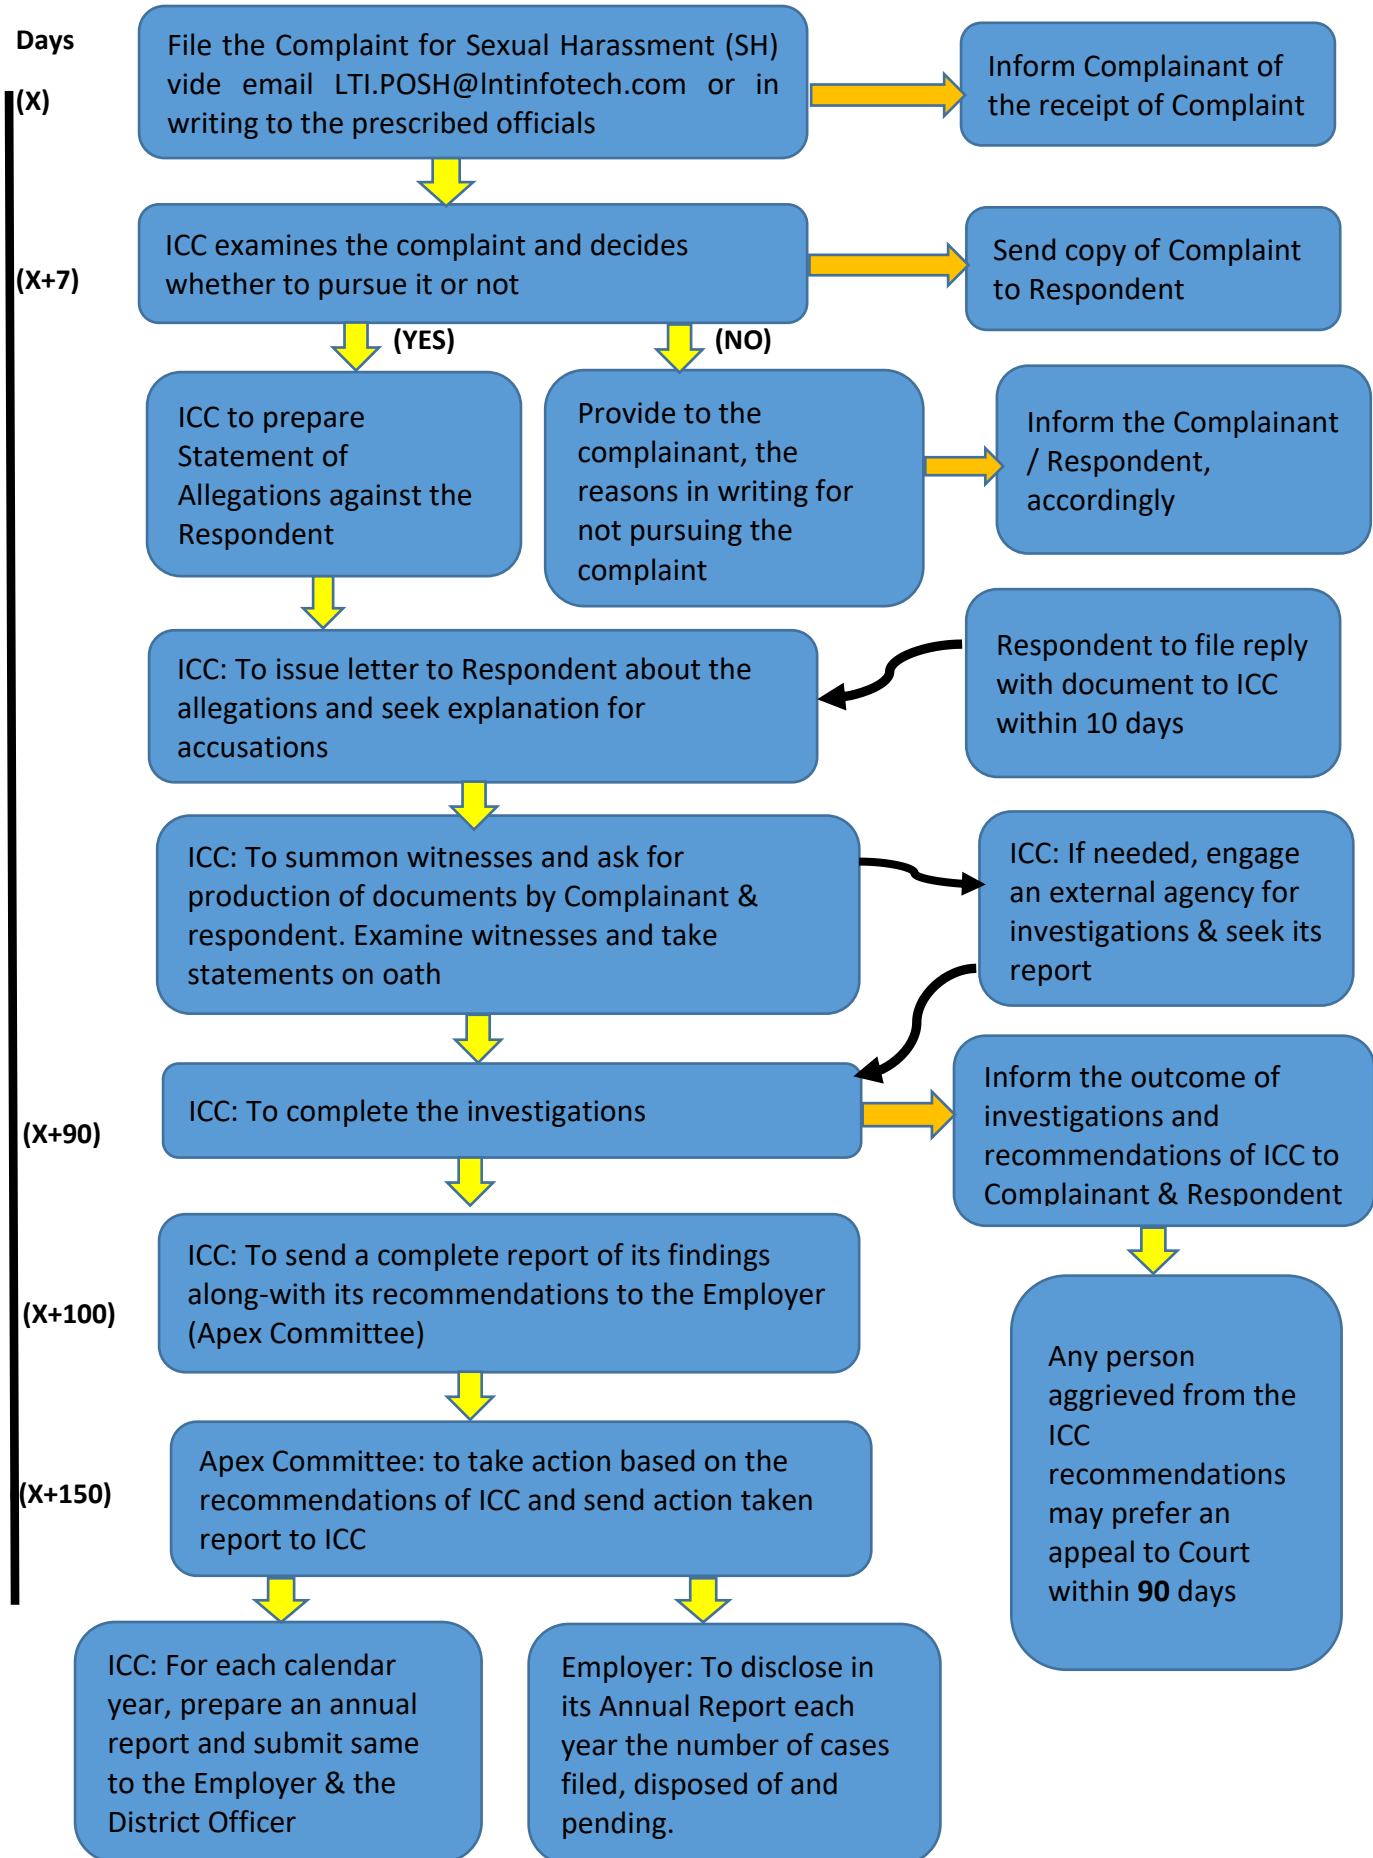 Days
(X)
File the Complaint for Sexual Harassment (SH)
vide email LTI.POSH@lntinfotech.com or in
writing to the prescribed officials
Inform Complainant of
the receipt of Complaint
(X+7)
ICC examines the complaint and decides
whether to pursue it or not
Send copy of Complaint
to Respondent
(YES)
(NO)
ICC to prepare
Statement of
Allegations against the
Respondent
Provide to the
complainant, the
reasons in writing for
not pursuing the
complaint
Inform the Complainant
/ Respondent,
accordingly
ICC: To issue letter to Respondent about the
allegations and seek explanation for
accusations
Respondent to file reply
with document to ICC
within 10 days
ICC: To summon witnesses and ask for
production of documents by Complainant &
respondent. Examine witnesses and take
statements on oath
ICC: If needed, engage
an external agency for
investigations & seek its
report
(X+90)
ICC: To complete the investigations
Inform the outcome of
investigations and
recommendations of ICC to
Complainant & Respondent
(X+100)
ICC: To send a complete report of its findings
along-with its recommendations to the Employer
(Apex Committee)
Any person
aggrieved from the
ICC
recommendations
may prefer an
appeal to Court
within 90 days
(X+150)
Apex Committee: to take action based on the
recommendations of ICC and send action taken
report to ICC
ICC: For each calendar
year, prepare an annual
report and submit same
to the Employer & the
District Officer
Employer: To disclose in
its Annual Report each
year the number of cases
filed, disposed of and
pending.